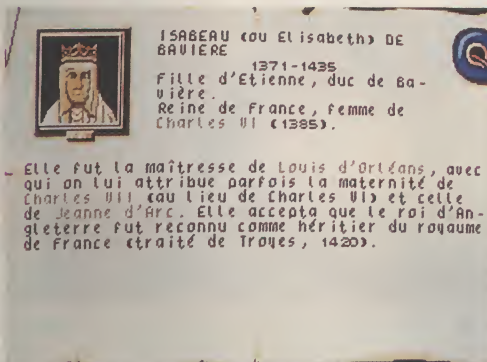 ISABEAU (ou Elisabeth) DE
BAVIERE
1371-1435
Fille d'Etienne, duc de Ba-
vière.
Reine de France, femme de
Charles VI (1385).
Elle fut la maîtresse de Louis d'Orléans, avec
qui on lui attribue parfois la maternité de
Charles VII (au lieu de Charles VI) et celle
de Jeanne d'Arc. Elle accepta que le roi d'An-
gleterre fut reconnu comme héritier du royaume
de France (traité de Troyes, 1420).